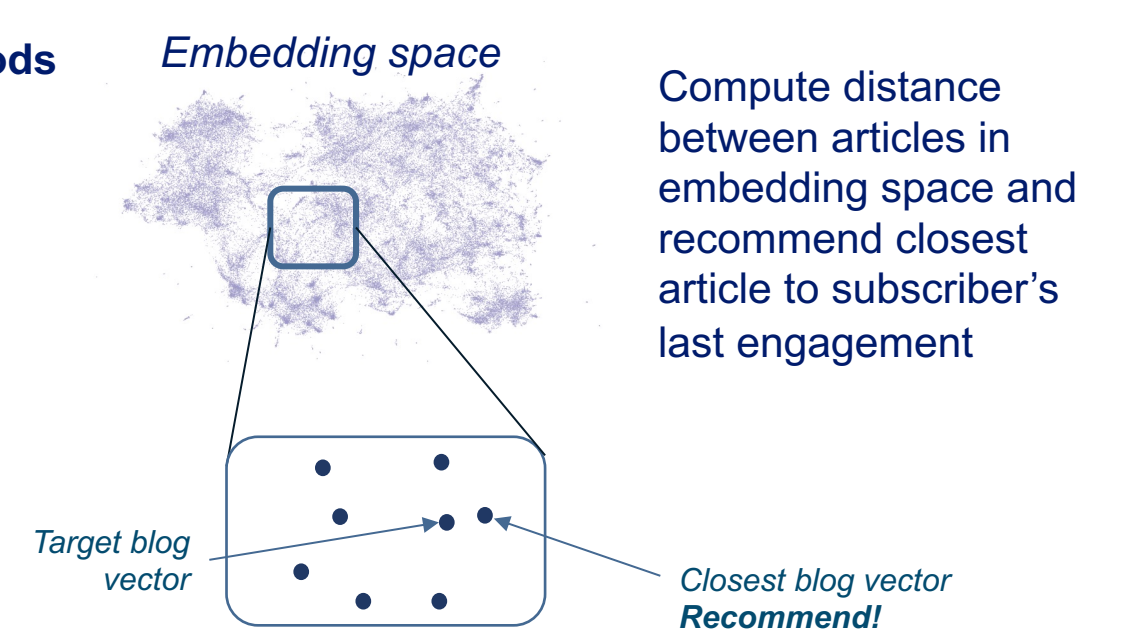 ods
Embedding space
Compute distance
between articles in
embedding space and
recommend closest
article to subscriber’s
last engagement
Target blog
vector
Closest blog vector
Recommend!